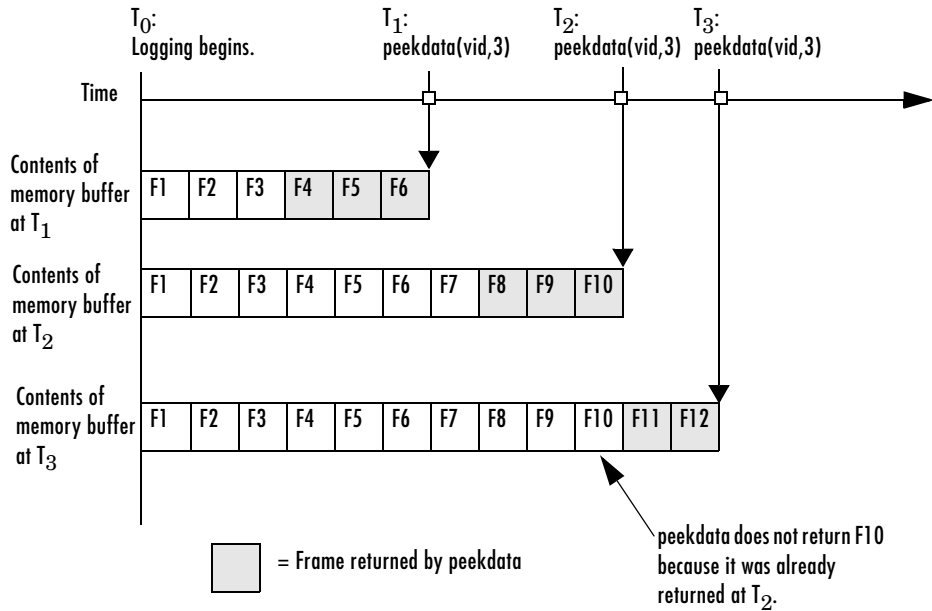 T0:
Logging begins.
T1:
peekdata(vid,3)
T2:
peekdata(vid,3)
T3:
peekdata(vid,3)
Time
Contents of
memory buffer
at T1
F1 F2 F3 F4 F5 F6
Contents of
memory buffer
at T2
F1 F2 F3 F4 F5 F6 F7 F8 F9 F10
Contents of
memory buffer
at T3
F1 F2 F3 F4 F5 F6 F7 F8 F9 F10 F11 F12
= Frame returned by peekdata
peekdata does not return F10
because it was already
returned at T2.